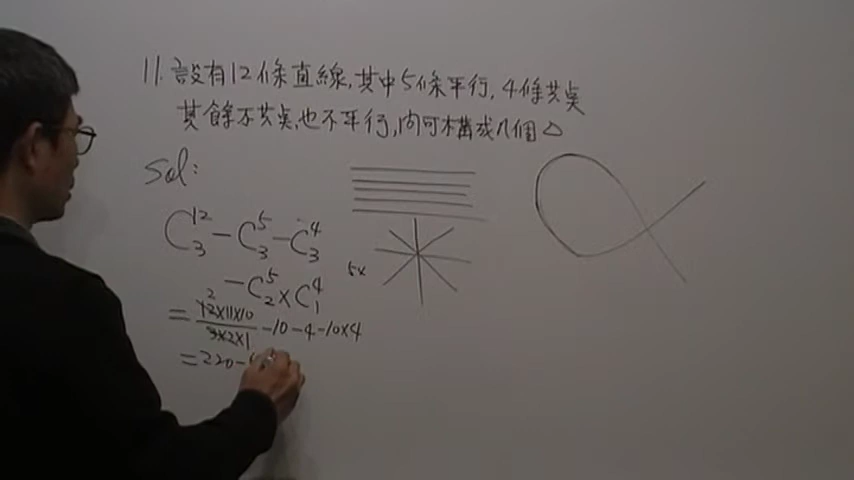 11. 設有12條直線,其中5條平行,4條共點
其餘不共點,也不平行,問可構成几個△
Sol:
C¹²₃-C⁵₃-C⁴₃
-C⁵₂×C⁴₁
5×
=12×11×10/3×2×1-10-4-10×4
=220-